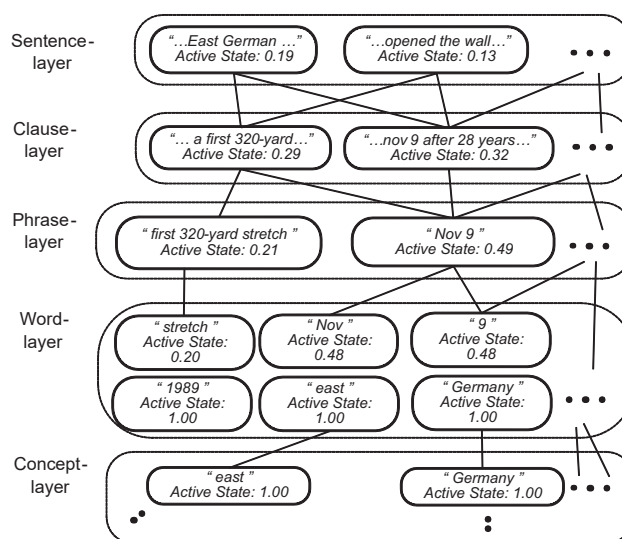 Sentence-
layer
“…East German …”
Active State: 0.19
“…opened the wall…”
Active State: 0.13
Clause-
layer
“… a first 320-yard…”
Active State: 0.29
“…nov 9 after 28 years…”
Active State: 0.32
Phrase-
layer
“ first 320-yard stretch ”
Active State: 0.21
“ Nov 9 ”
Active State: 0.49
Word-
layer
“ stretch ”
Active State:
0.20
“ Nov ”
Active State:
0.48
“ 9 ”
Active State:
0.48
“ 1989 ”
Active State:
1.00
“ east ”
Active State:
1.00
“ Germany ”
Active State:
1.00
Concept-
layer
“ east ”
Active State: 1.00
“ Germany ”
Active State: 1.00